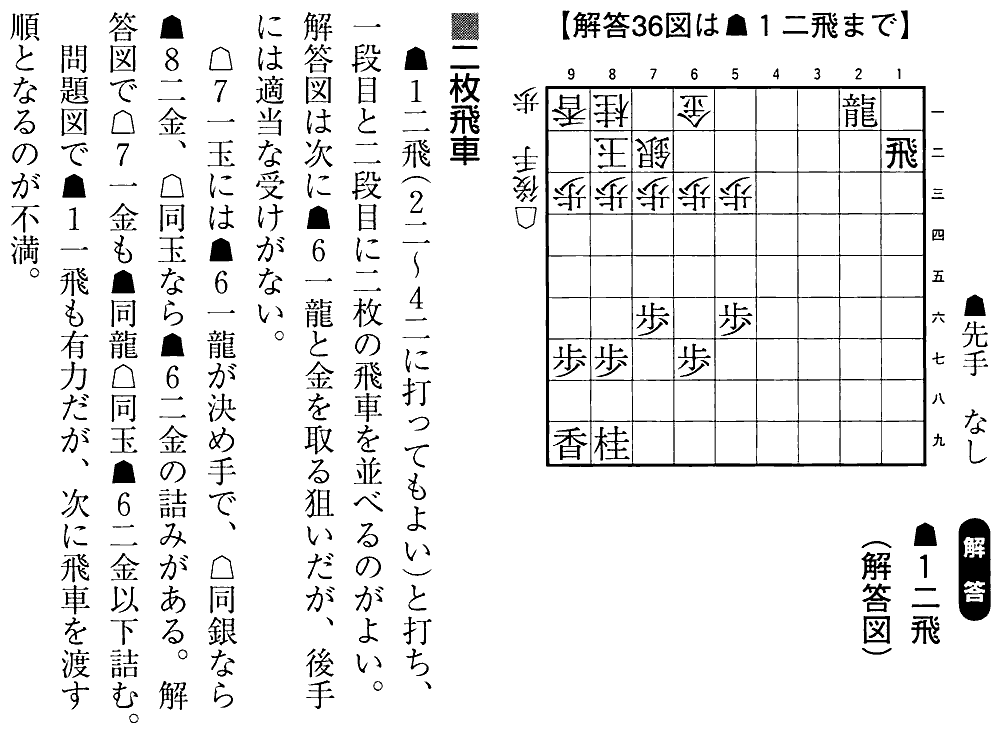 【解答36図は☗1二飛まで】
9 8 7 6 5 4 3 2 1
香 桂 金 龍 一
王 銀 飛 二
歩 歩 歩 歩 歩 三
四
五
歩 歩 六
歩 歩 歩 七
八
香 桂 九
☖後手 歩
☗先手 なし
解答
☗1二飛
(解答図)
■二枚飛車
☗1二飛(2二~4二に打ってもよい)と打ち、
一段目と二段目に二枚の飛車を並べるのがよい。
解答図は次に☗6一龍と金を取る狙いだが、後手
には適当な受けがない。
☖7一玉には☗6一龍が決め手で、☖同銀なら
☗8二金、☖同玉なら☗6二金の詰みがある。解
答図で☖7一金も☗同龍☖同玉☗6二金以下詰む。
問題図で☗1一飛も有力だが、次に飛車を渡す
順となるのが不満。